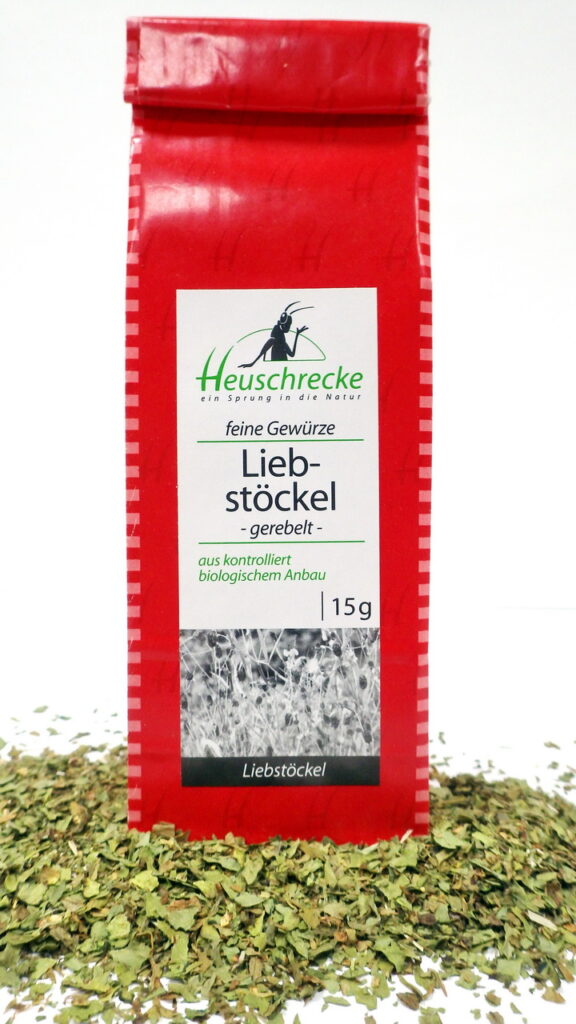 Heuschrecke
ein Sprung in die Natur
feine Gewürze
Lieb-
stöckel
- gerebelt -
aus kontrolliert
biologischem Anbau
15g
Liebstöckel